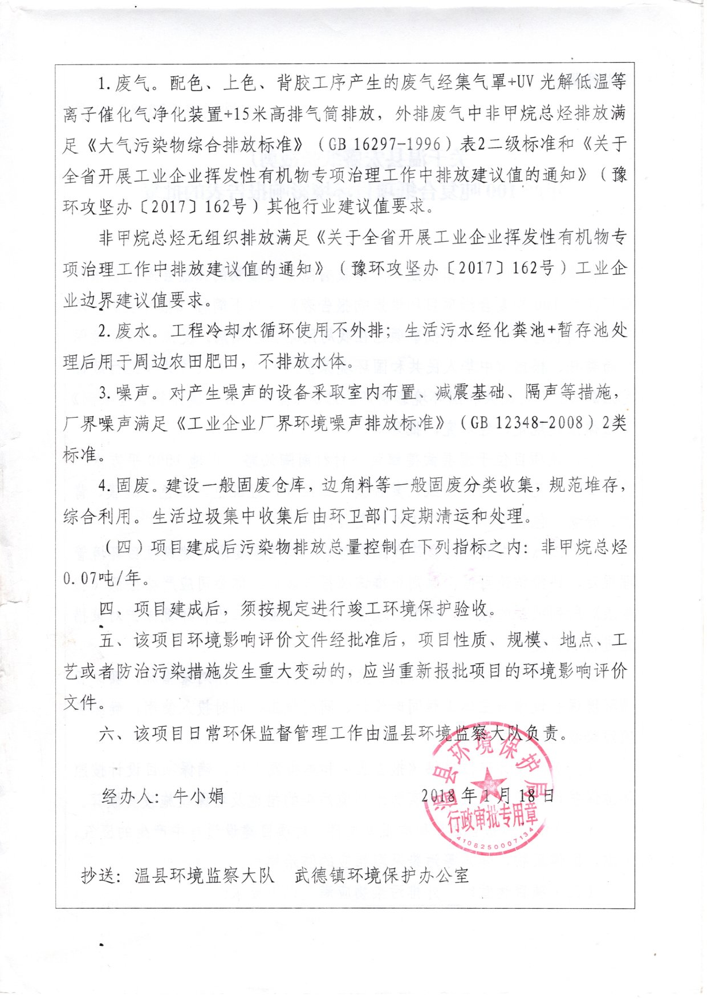 1.废气。配色、上色、背胶工序产生的废气经集气罩+UV光解低温等
离子催化气净化装置+15米高排气筒排放，外排废气中非甲烷总烃排放满
足《大气污染物综合排放标准》（GB 16297-1996）表2二级标准和《关于
全省开展工业企业挥发性有机物专项治理工作中排放建议值的通知》（豫
环攻坚办〔2017〕162号）其他行业建议值要求。
非甲烷总烃无组织排放满足《关于全省开展工业企业挥发性有机物专
项治理工作中排放建议值的通知》（豫环攻坚办〔2017〕162号）工业企
业边界建议值要求。
2.废水。工程冷却水循环使用不外排；生活污水经化粪池+暂存池处
理后用于周边农田肥田，不排放水体。
3.噪声。对产生噪声的设备采取室内布置、减震基础、隔声等措施，
厂界噪声满足《工业企业厂界环境噪声排放标准》（GB 12348-2008）2类
标准。
4.固废。建设一般固废仓库，边角料等一般固废分类收集，规范堆存，
综合利用。生活垃圾集中收集后由环卫部门定期清运和处理。
（四）项目建成后污染物排放总量控制在下列指标之内：非甲烷总烃
0.07吨/年。
四、项目建成后，须按规定进行竣工环境保护验收。
五、该项目环境影响评价文件经批准后，项目性质、规模、地点、工
艺或者防治污染措施发生重大变动的，应当重新报批项目的环境影响评价
文件。
六、该项目日常环保监督管理工作由温县环境监察大队负责。
温县环境保护局
经办人：牛小娟 2018年1月18日
行政审批专用章
4108250007134
抄送：温县环境监察大队 武德镇环境保护办公室